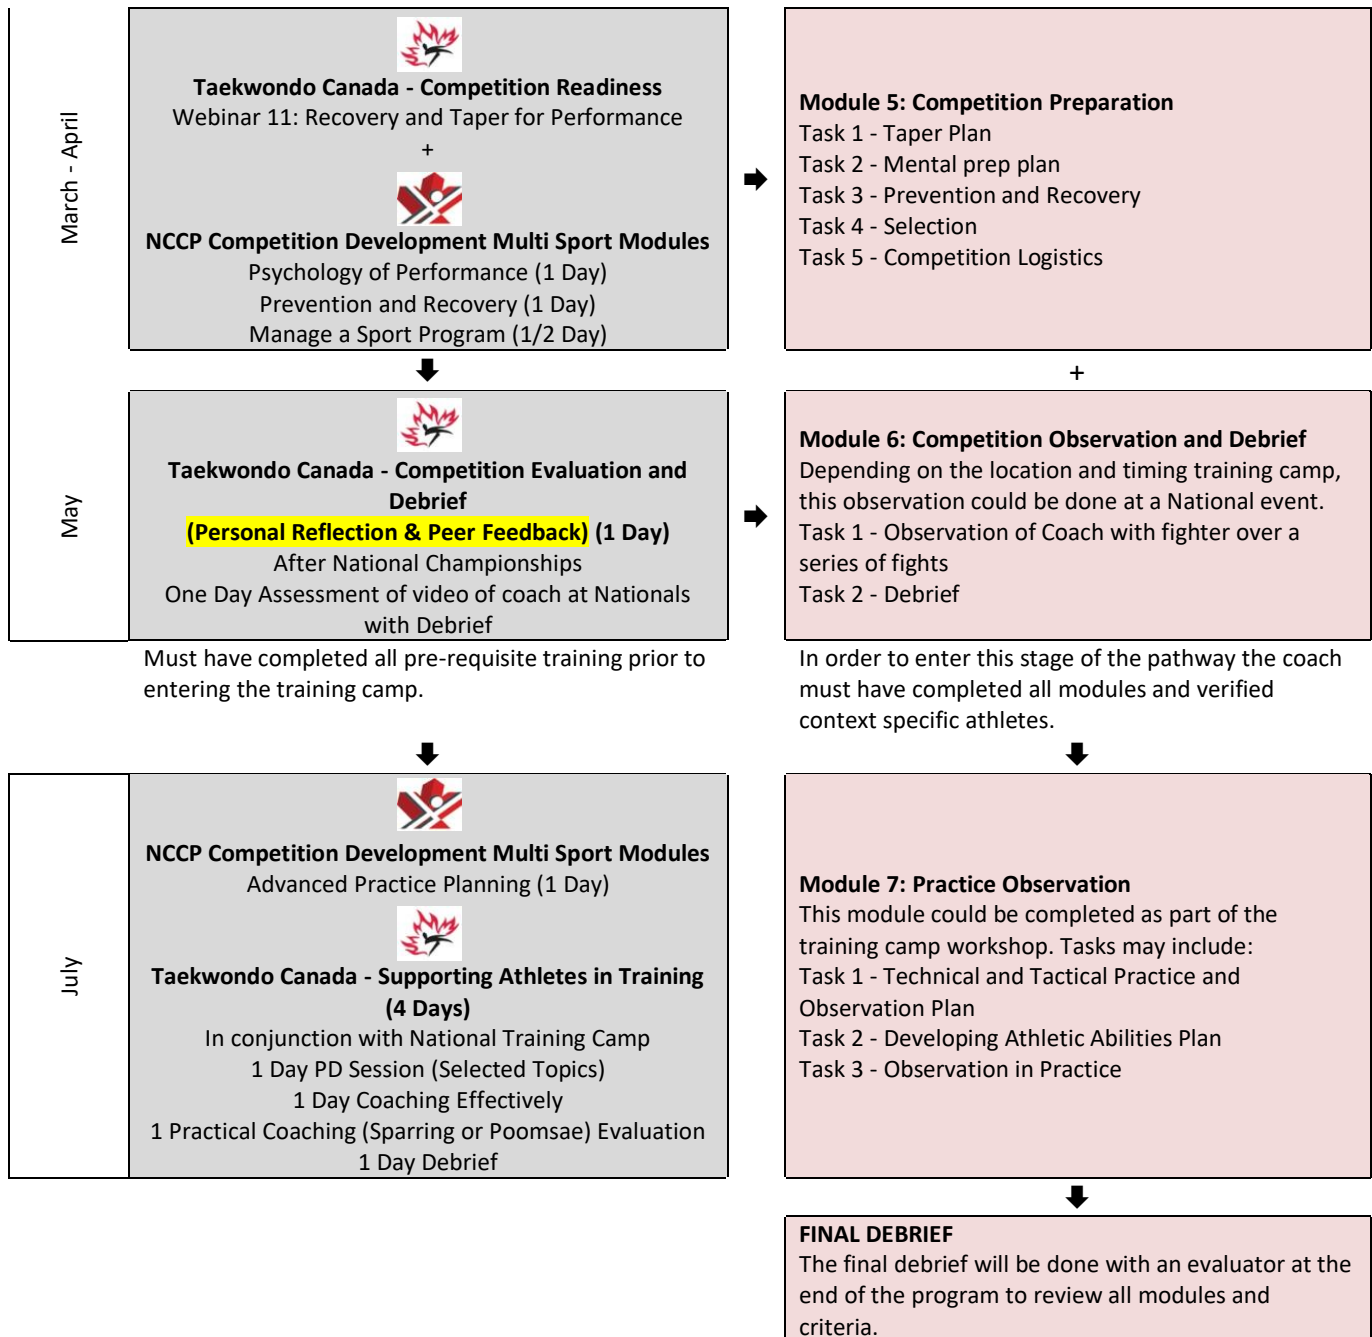 March - April
Taekwondo Canada - Competition Readiness
Webinar 11: Recovery and Taper for Performance
+
NCCP Competition Development Multi Sport Modules
Psychology of Performance (1 Day)
Prevention and Recovery (1 Day)
Manage a Sport Program (1/2 Day)
Module 5: Competition Preparation
Task 1 - Taper Plan
Task 2 - Mental prep plan
Task 3 - Prevention and Recovery
Task 4 - Selection
Task 5 - Competition Logistics
+
May
Taekwondo Canada - Competition Evaluation and
Debrief
(Personal Reflection & Peer Feedback) (1 Day)
After National Championships
One Day Assessment of video of coach at Nationals
with Debrief
Module 6: Competition Observation and Debrief
Depending on the location and timing training camp,
this observation could be done at a National event.
Task 1 - Observation of Coach with fighter over a
series of fights
Task 2 - Debrief
Must have completed all pre-requisite training prior to
entering the training camp.
In order to enter this stage of the pathway the coach
must have completed all modules and verified
context specific athletes.
July
NCCP Competition Development Multi Sport Modules
Advanced Practice Planning (1 Day)
Taekwondo Canada - Supporting Athletes in Training
(4 Days)
In conjunction with National Training Camp
1 Day PD Session (Selected Topics)
1 Day Coaching Effectively
1 Practical Coaching (Sparring or Poomsae) Evaluation
1 Day Debrief
Module 7: Practice Observation
This module could be completed as part of the
training camp workshop. Tasks may include:
Task 1 - Technical and Tactical Practice and
Observation Plan
Task 2 - Developing Athletic Abilities Plan
Task 3 - Observation in Practice
FINAL DEBRIEF
The final debrief will be done with an evaluator at the
end of the program to review all modules and
criteria.